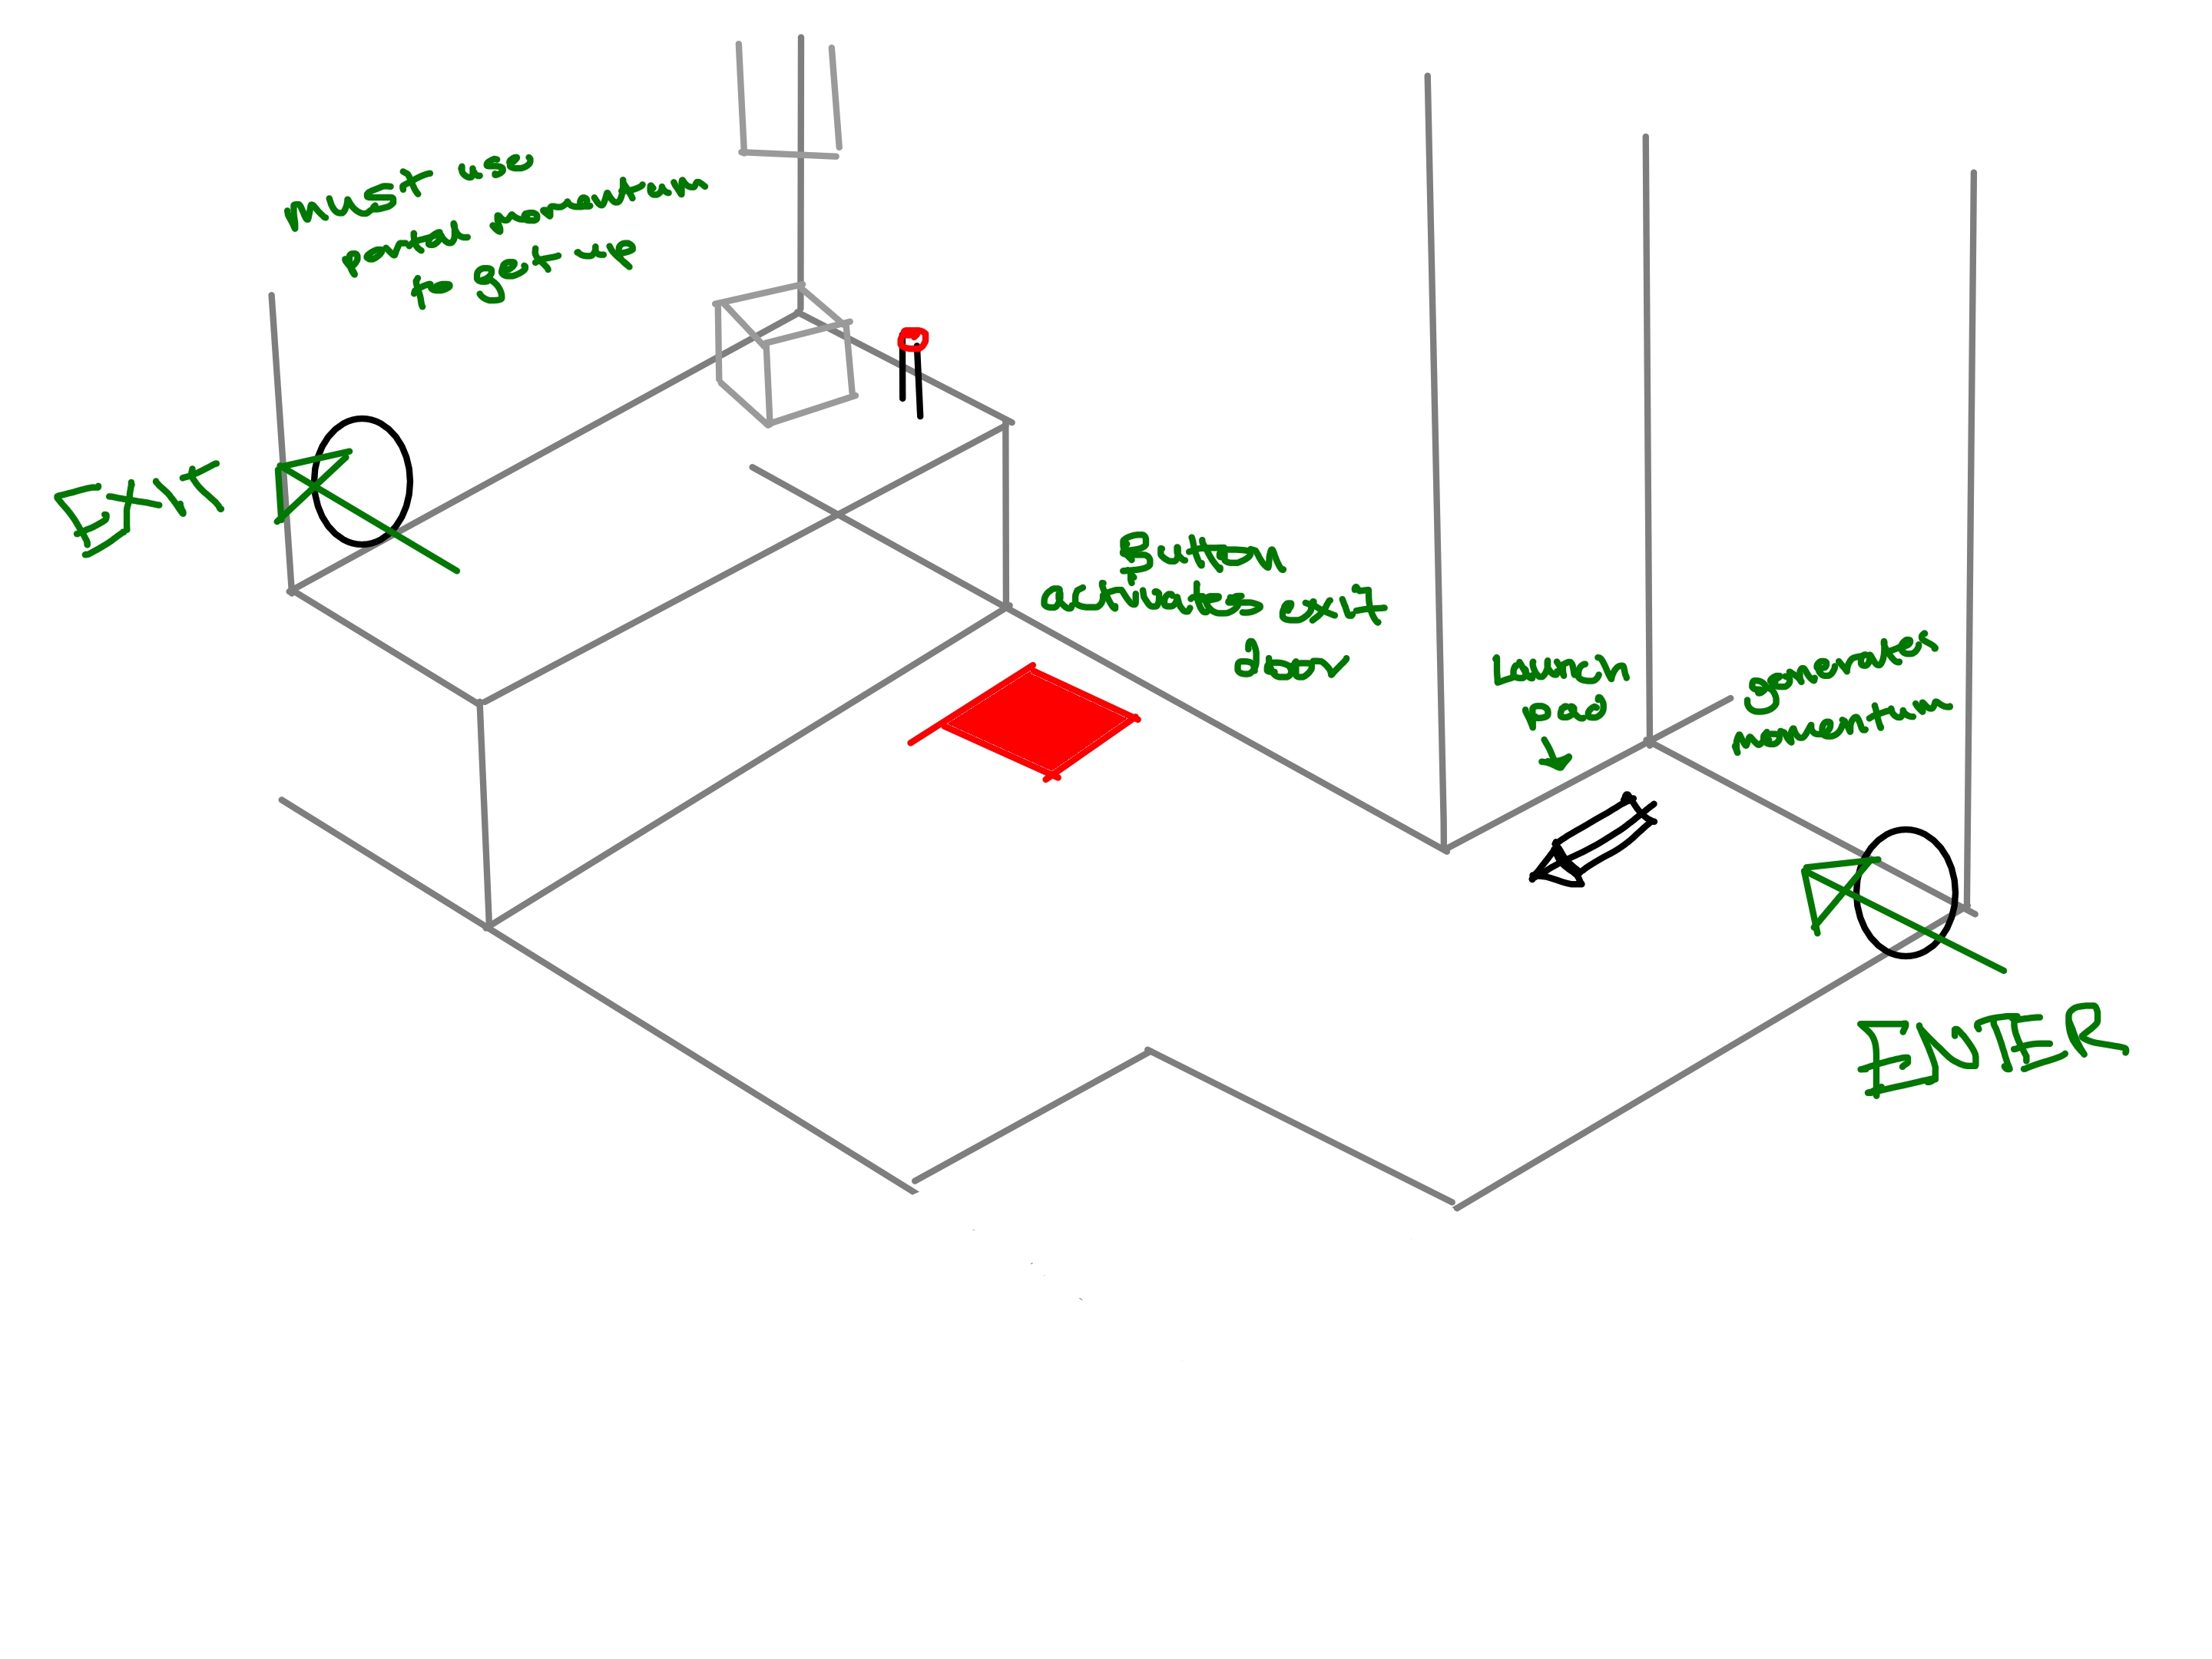 Must use
portal momentum
to get up
EXIT
Button
activates exit
door
Launch
pad
generates
momentum
ENTER